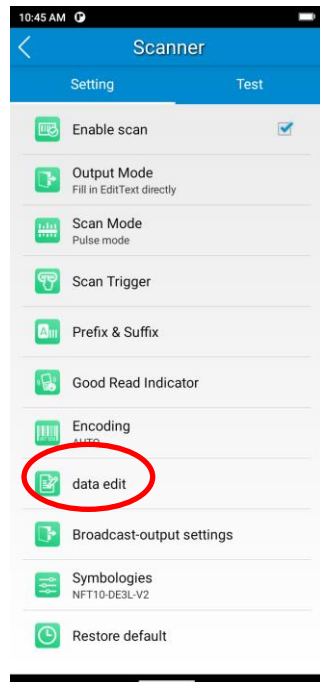 10:45 AM
Scanner
Setting Test
Enable scan
Output Mode
Fill in EditText directly
Scan Mode
Pulse mode
Scan Trigger
Prefix & Suffix
Good Read Indicator
Encoding
AUTO
data edit
Broadcast-output settings
Symbologies
NFT10-DE3L-V2
Restore default